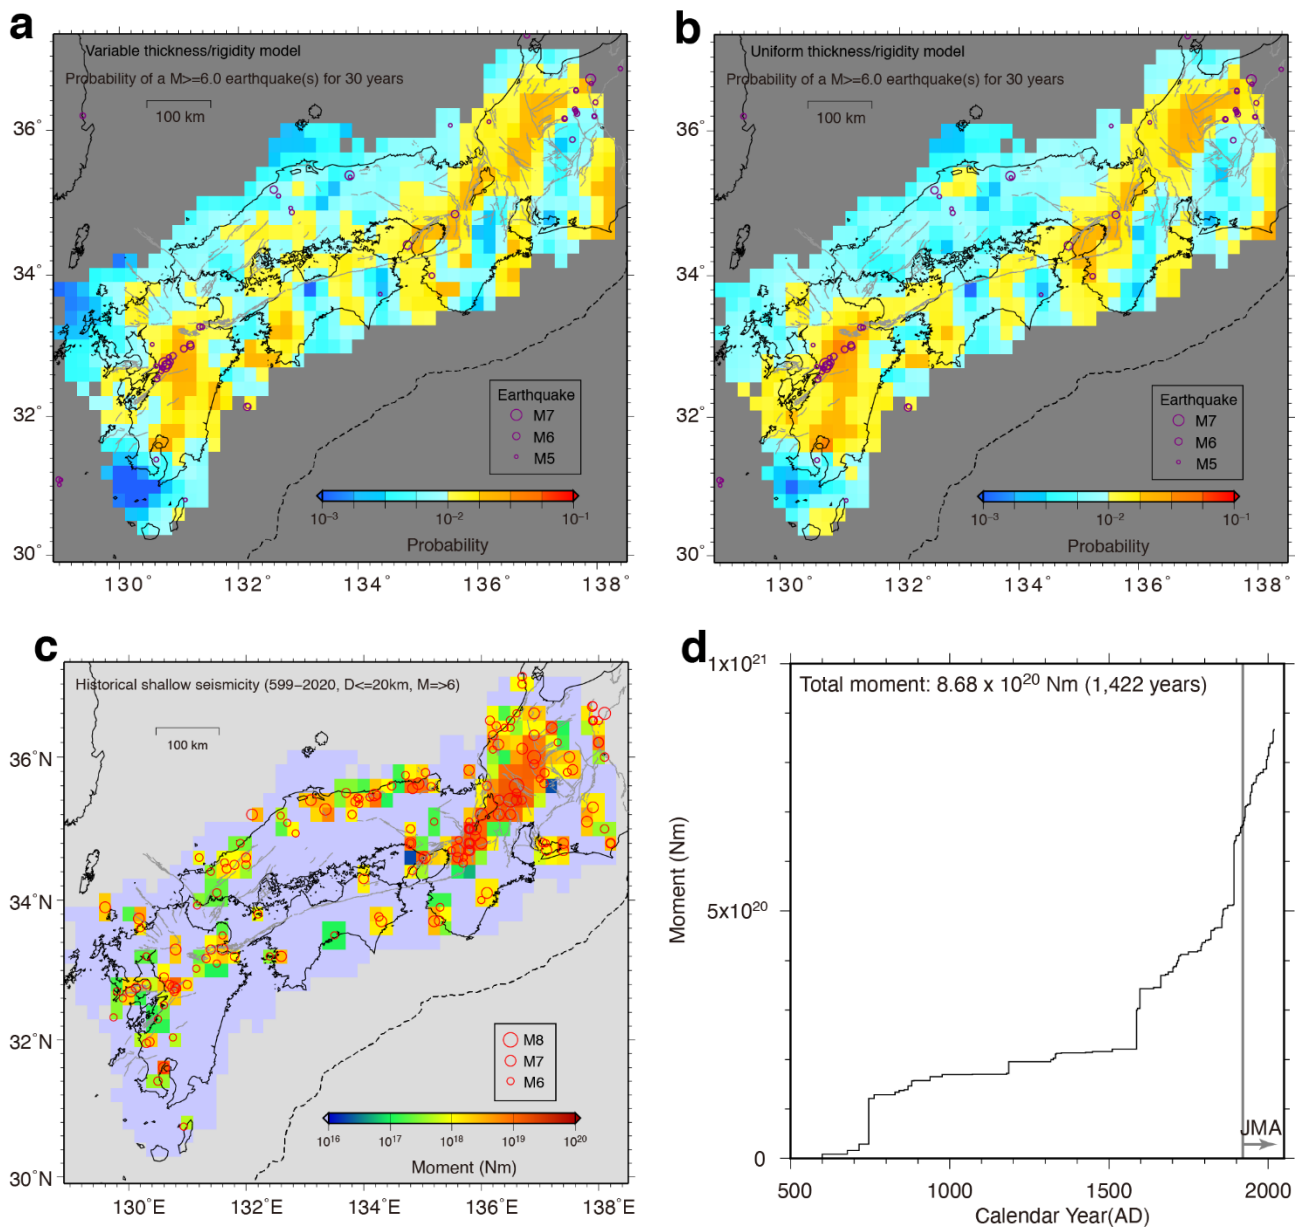 a
Variable thickness/rigidity model
Probability of a M>=6.0 earthquake(s) for 30 years
100 km
36°
34°
32°
30°
Earthquake
M7
M6
M5
10⁻³
10⁻²
10⁻¹
Probability
130°
132°
134°
136°
138°
b
Uniform thickness/rigidity model
Probability of a M>=6.0 earthquake(s) for 30 years
100 km
36°
34°
32°
30°
Earthquake
M7
M6
M5
10⁻³
10⁻²
10⁻¹
Probability
130°
132°
134°
136°
138°
c
Historical shallow seismicity (599−2020, D<=20km, M=>6)
100 km
36°N
34°N
32°N
30°N
M8
M7
M6
10¹⁶
10¹⁷
10¹⁸
10¹⁹
10²⁰
Moment (Nm)
130°E
132°E
134°E
136°E
138°E
d
1x10²¹
Total moment: 8.68 x 10²⁰ Nm (1,422 years)
Moment (Nm)
5x10²⁰
JMA
0
500
1000
1500
2000
Calendar Year(AD)